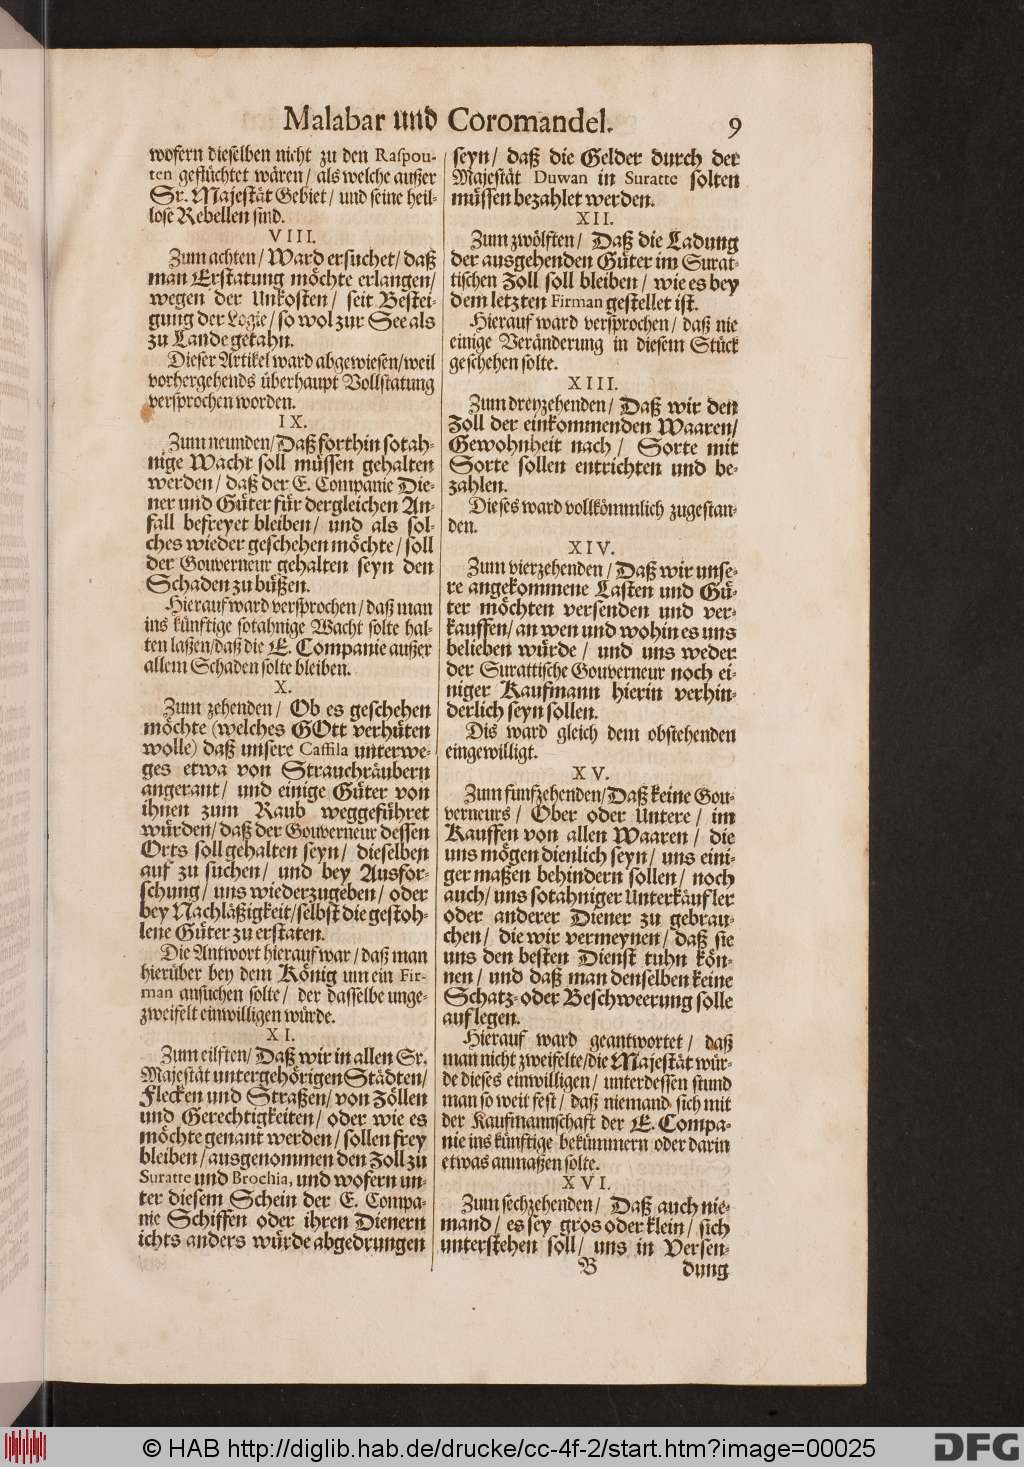 Malabar und Coromandel. 9
wofern dieselben nicht zu den Raspou-
ten geflüchtet wären / als welche außer
Sr. Majestät Gebiet / und seine heil-
lose Rebellen sind.
VIII.
Zum achten / Ward ersuchet / daß
man Erstatung möchte erlangen /
wegen der Unkosten / seit Bestei-
gung der Logie / so wol zur See als
zu Lande getahn.
Dieser Artikel ward abgewiesen / weil
vorhergehends überhaupt Vollstatung
versprochen worden.
IX.
Zum neunden / Daß forthin sotah-
nige Wacht soll müssen gehalten
werden / daß der E. Companie Die-
ner und Güter für dergleichen An-
fall befreyet bleiben / und als sol-
ches wieder geschehen möchte / soll
der Gouverneur gehalten seyn den
Schaden zu büßen.
Hierauf ward versprochen / daß man
ins künftige sotahnige Wacht solte hal-
ten laßen / daß die E. Companie außer
allem Schaden solte bleiben.
X.
Zum zehenden / Ob es geschehen
möchte (welches GOtt verhüten
wolle) daß unsere Caffila unterwe-
ges etwa von Strauchräubern
angerant / und einige Güter von
ihnen zum Raub weggeführet
würden / daß der Gouverneur dessen
Orts soll gehalten seyn / dieselben
auf zu suchen / und bey Ausfor-
schung / uns wiederzugeben / oder
bey Nachläßigkeit / selbst die gestoh-
lene Güter zu erstaten.
Die Antwort hierauf war / daß man
hierüber bey dem König um ein Fir-
man ansuchen solte / der dasselbe unge-
zweifelt einwilligen würde.
XI.
Zum eilften / Daß wir in allen Sr.
Majestät untergehörigen Städten /
Flecken und Straßen / von Zöllen
und Gerechtigkeiten / oder wie es
möchte genant werden / sollen frey
bleiben / ausgenommen den Zoll zu
Suratte und Brochia, und wofern un-
ter diesem Schein der E. Compa-
nie Schiffen oder ihren Dienern
ichts anders würde abgedrungen
seyn / daß die Gelder durch der
Majestät Duwan in Suratte solten
müssen bezahlet werden.
XII.
Zum zwölften / Daß die Ladung
der ausgehenden Güter im Surat-
tischen Zoll soll bleiben / wie es bey
dem letzten Firman gestellet ist.
Hierauf ward versprochen / daß nie
einige Veränderung in diesem Stück
geschehen solte.
XIII.
Zum dreyzehenden / Daß wir den
Zoll der einkommenden Waaren /
Gewohnheit nach / Sorte mit
Sorte sollen entrichten und be-
zahlen.
Dieses ward vollkömmlich zugestan-
den.
XIV.
Zum vierzehenden / Daß wir unse-
re angekommene Lasten und Gü-
ter möchten versenden und ver-
kauffen / an wen und wohin es uns
belieben würde / und uns weder
der Surattische Gouverneur noch ei-
niger Kaufmann hierin verhin-
derlich seyn sollen.
Dis ward gleich dem obstehenden
eingewilligt.
XV.
Zum funfzehenden / Daß keine Gou-
verneurs / Ober oder Untere / im
Kauffen von allen Waaren / die
uns mögen dienlich seyn / uns eini-
ger maßen behindern sollen / noch
auch / uns sotahniger Unterkäufler
oder anderer Diener zu gebrau-
chen / die wir vermeynen / daß sie
uns den besten Dienst tuhn kön-
nen / und daß man denselben keine
Schatz- oder Beschweerung solle
auf legen.
Hierauf ward geantwortet / daß
man nicht zweifelte / die Majestät wür-
de dieses einwilligen / unterdessen stund
man so weit fest / daß niemand sich mit
der Kaufmannschaft der E. Compa-
nie ins künftige bekümmern oder darin
etwas anmaßen solte.
XVI.
Zum sechzehenden / Daß auch nie-
mand / es sey gros oder klein / sich
unterstehen soll / uns in Versen-
B dung
© HAB http://diglib.hab.de/drucke/cc-4f-2/start.htm?image=00025
DFG